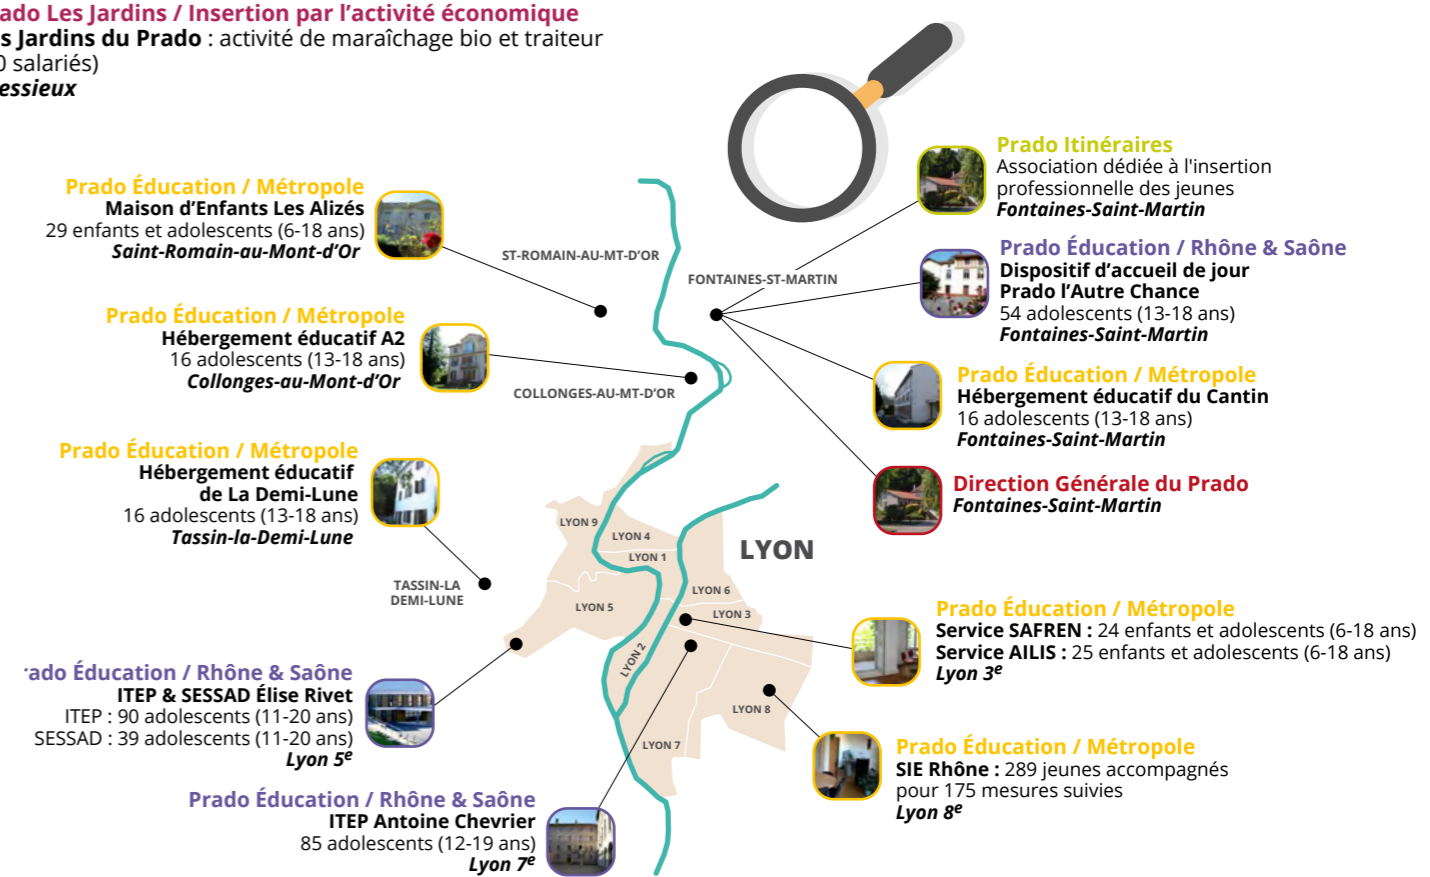 ado Les Jardins / Insertion par l’activité économique
s Jardins du Prado : activité de maraîchage bio et traiteur
0 salariés)
essieux
Prado Éducation / Métropole
Maison d’Enfants Les Alizés
29 enfants et adolescents (6-18 ans)
Saint-Romain-au-Mont-d’Or
Prado Éducation / Métropole
Hébergement éducatif A2
16 adolescents (13-18 ans)
Collonges-au-Mont-d’Or
Prado Éducation / Métropole
Hébergement éducatif
de La Demi-Lune
16 adolescents (13-18 ans)
Tassin-la-Demi-Lune
rado Éducation / Rhône & Saône
ITEP & SESSAD Élise Rivet
ITEP : 90 adolescents (11-20 ans)
SESSAD : 39 adolescents (11-20 ans)
Lyon 5e
Prado Éducation / Rhône & Saône
ITEP Antoine Chevrier
85 adolescents (12-19 ans)
Lyon 7e
ST-ROMAIN-AU-MT-D’OR
FONTAINES-ST-MARTIN
COLLONGES-AU-MT-D’OR
TASSIN-LA
DEMI-LUNE
LYON
LYON 9
LYON 4
LYON 1
LYON 6
LYON 5
LYON 3
LYON 2
LYON 8
LYON 7
Prado Itinéraires
Association dédiée à l'insertion
professionnelle des jeunes
Fontaines-Saint-Martin
Prado Éducation / Rhône & Saône
Dispositif d’accueil de jour
Prado l’Autre Chance
54 adolescents (13-18 ans)
Fontaines-Saint-Martin
Prado Éducation / Métropole
Hébergement éducatif du Cantin
16 adolescents (13-18 ans)
Fontaines-Saint-Martin
Direction Générale du Prado
Fontaines-Saint-Martin
Prado Éducation / Métropole
Service SAFREN : 24 enfants et adolescents (6-18 ans)
Service AILIS : 25 enfants et adolescents (6-18 ans)
Lyon 3e
Prado Éducation / Métropole
SIE Rhône : 289 jeunes accompagnés
pour 175 mesures suivies
Lyon 8e